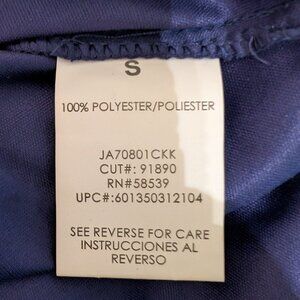 S
100% POLYESTER/POLIESTER
JA70801CKK
CUT#: 91890
RN#58539
UPC#:601350312104
SEE REVERSE FOR CARE
INSTRUCCIONES AL
REVERSO